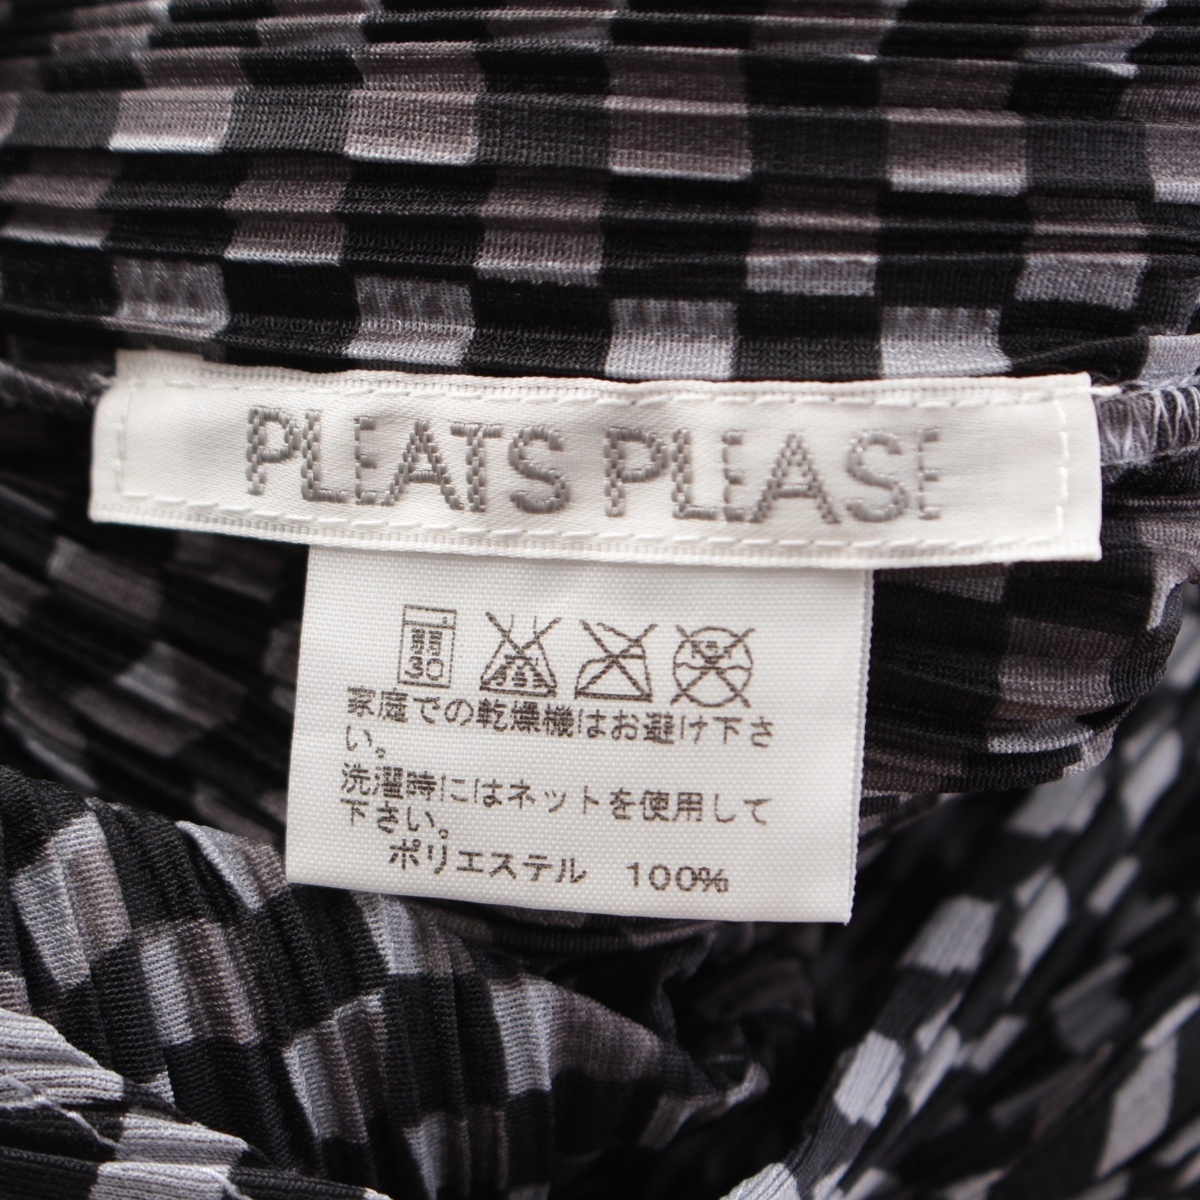 PLEATS PLEASE
30
家庭での乾燥機はお避け下さ
い。
洗濯時にはネットを使用して
下さい。
ポリエステル 100%